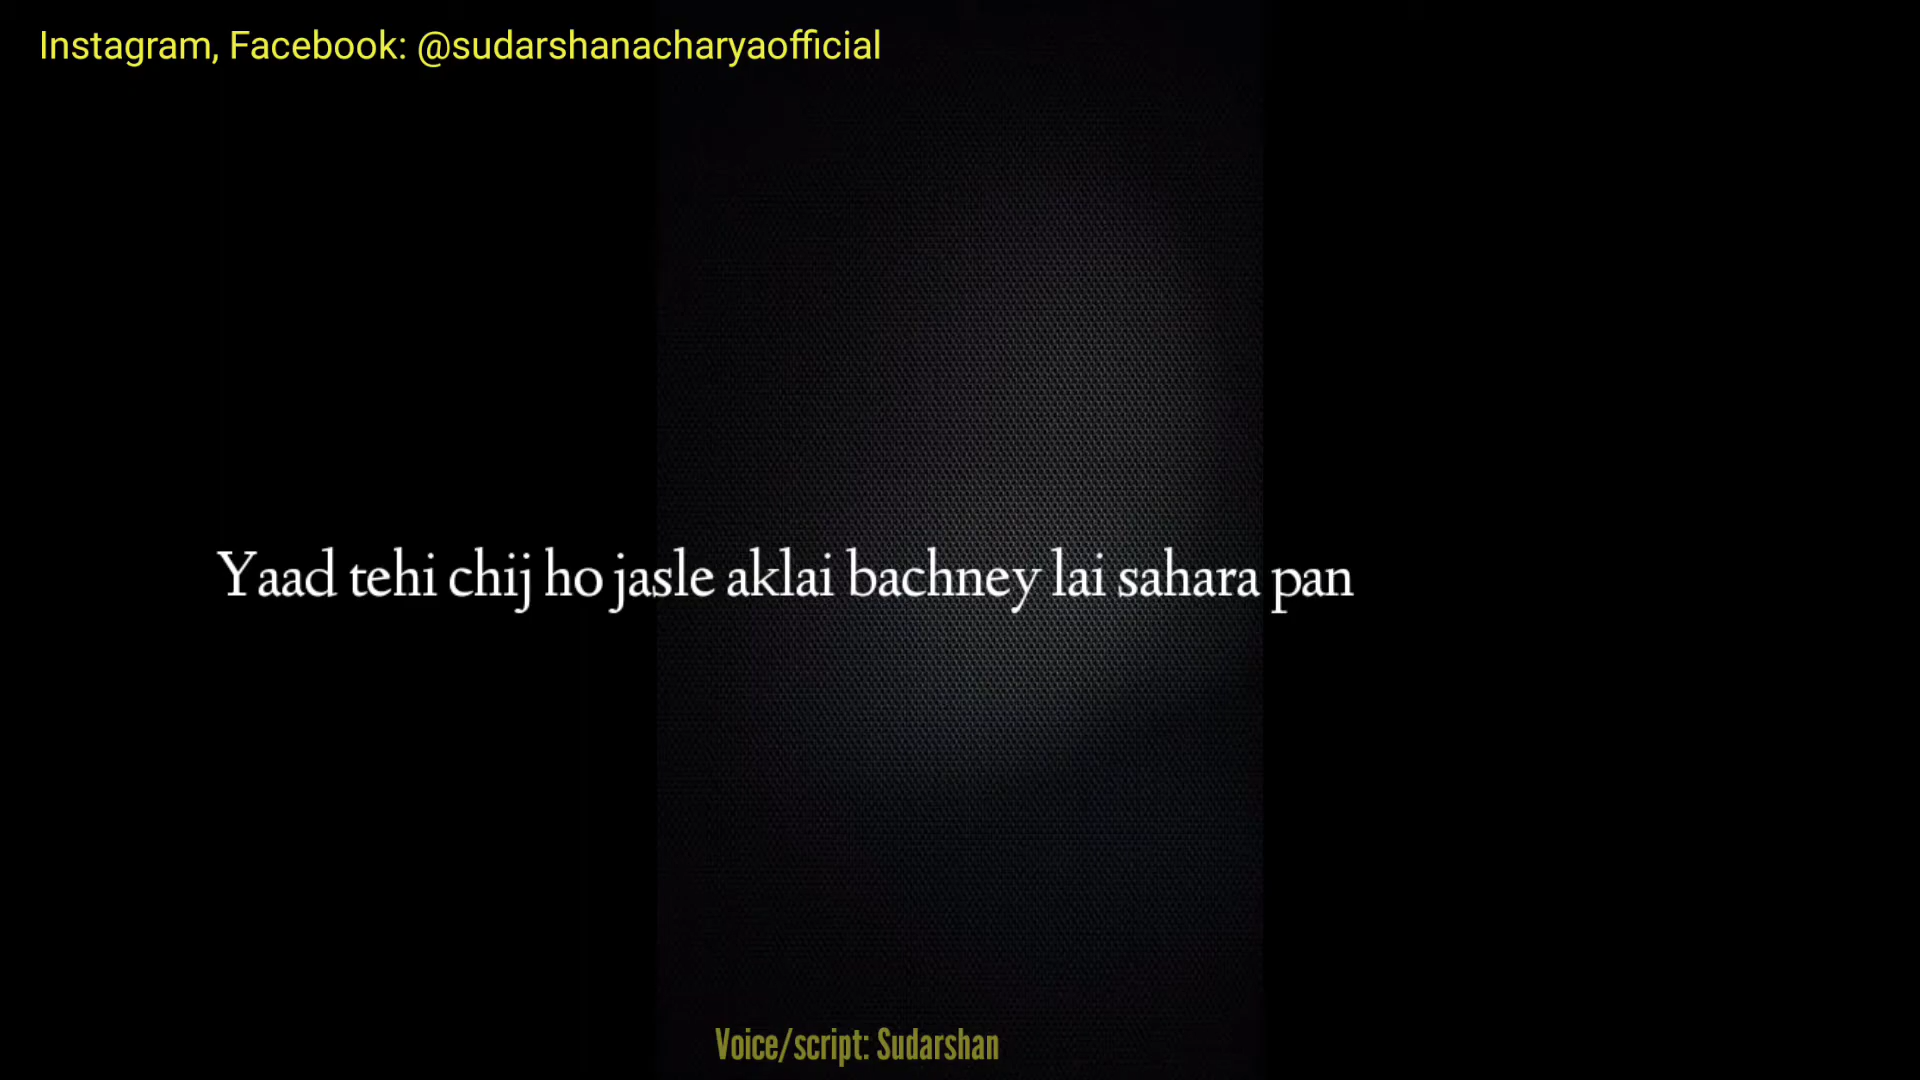 Instagram, Facebook: @sudarshanacharyaofficial
Yaad tehi chij ho jasle aklai bachney lai sahara pan
Voice/script: Sudarshan